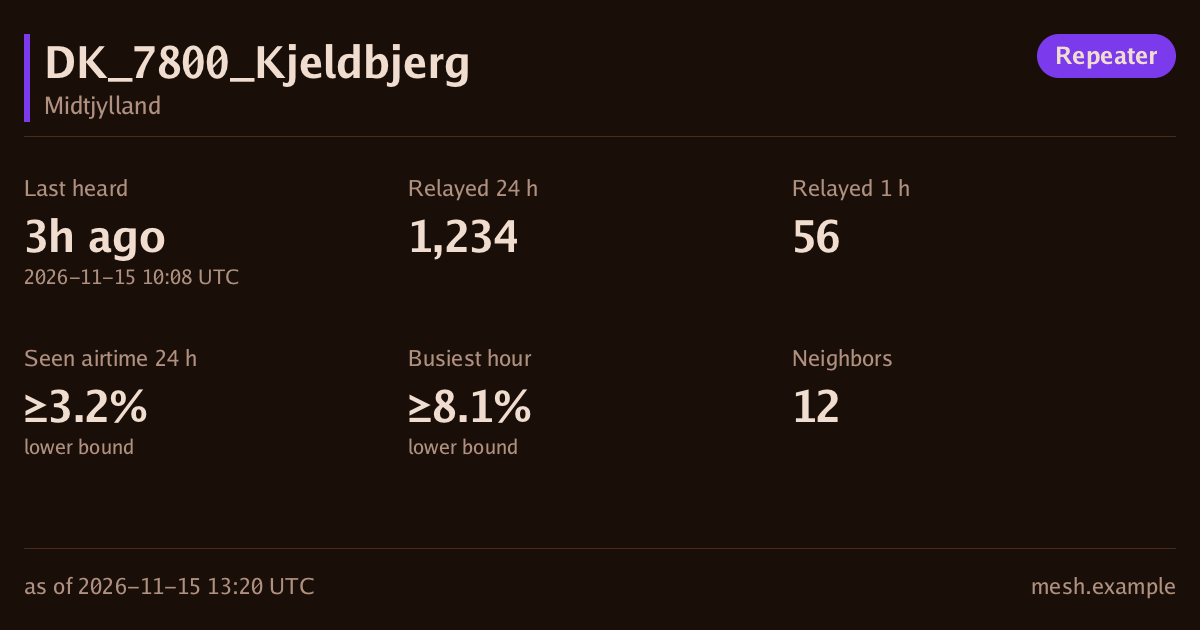 DK_7800_Kjeldbjerg
Midtjylland
Repeater
Last heard
3h ago
2026–11–15 10:08 UTC
Relayed 24 h
1,234
Relayed 1 h
56
Seen airtime 24 h
≥3.2%
lower bound
Busiest hour
≥8.1%
lower bound
Neighbors
12
as of 2026–11–15 13:20 UTC
mesh.example